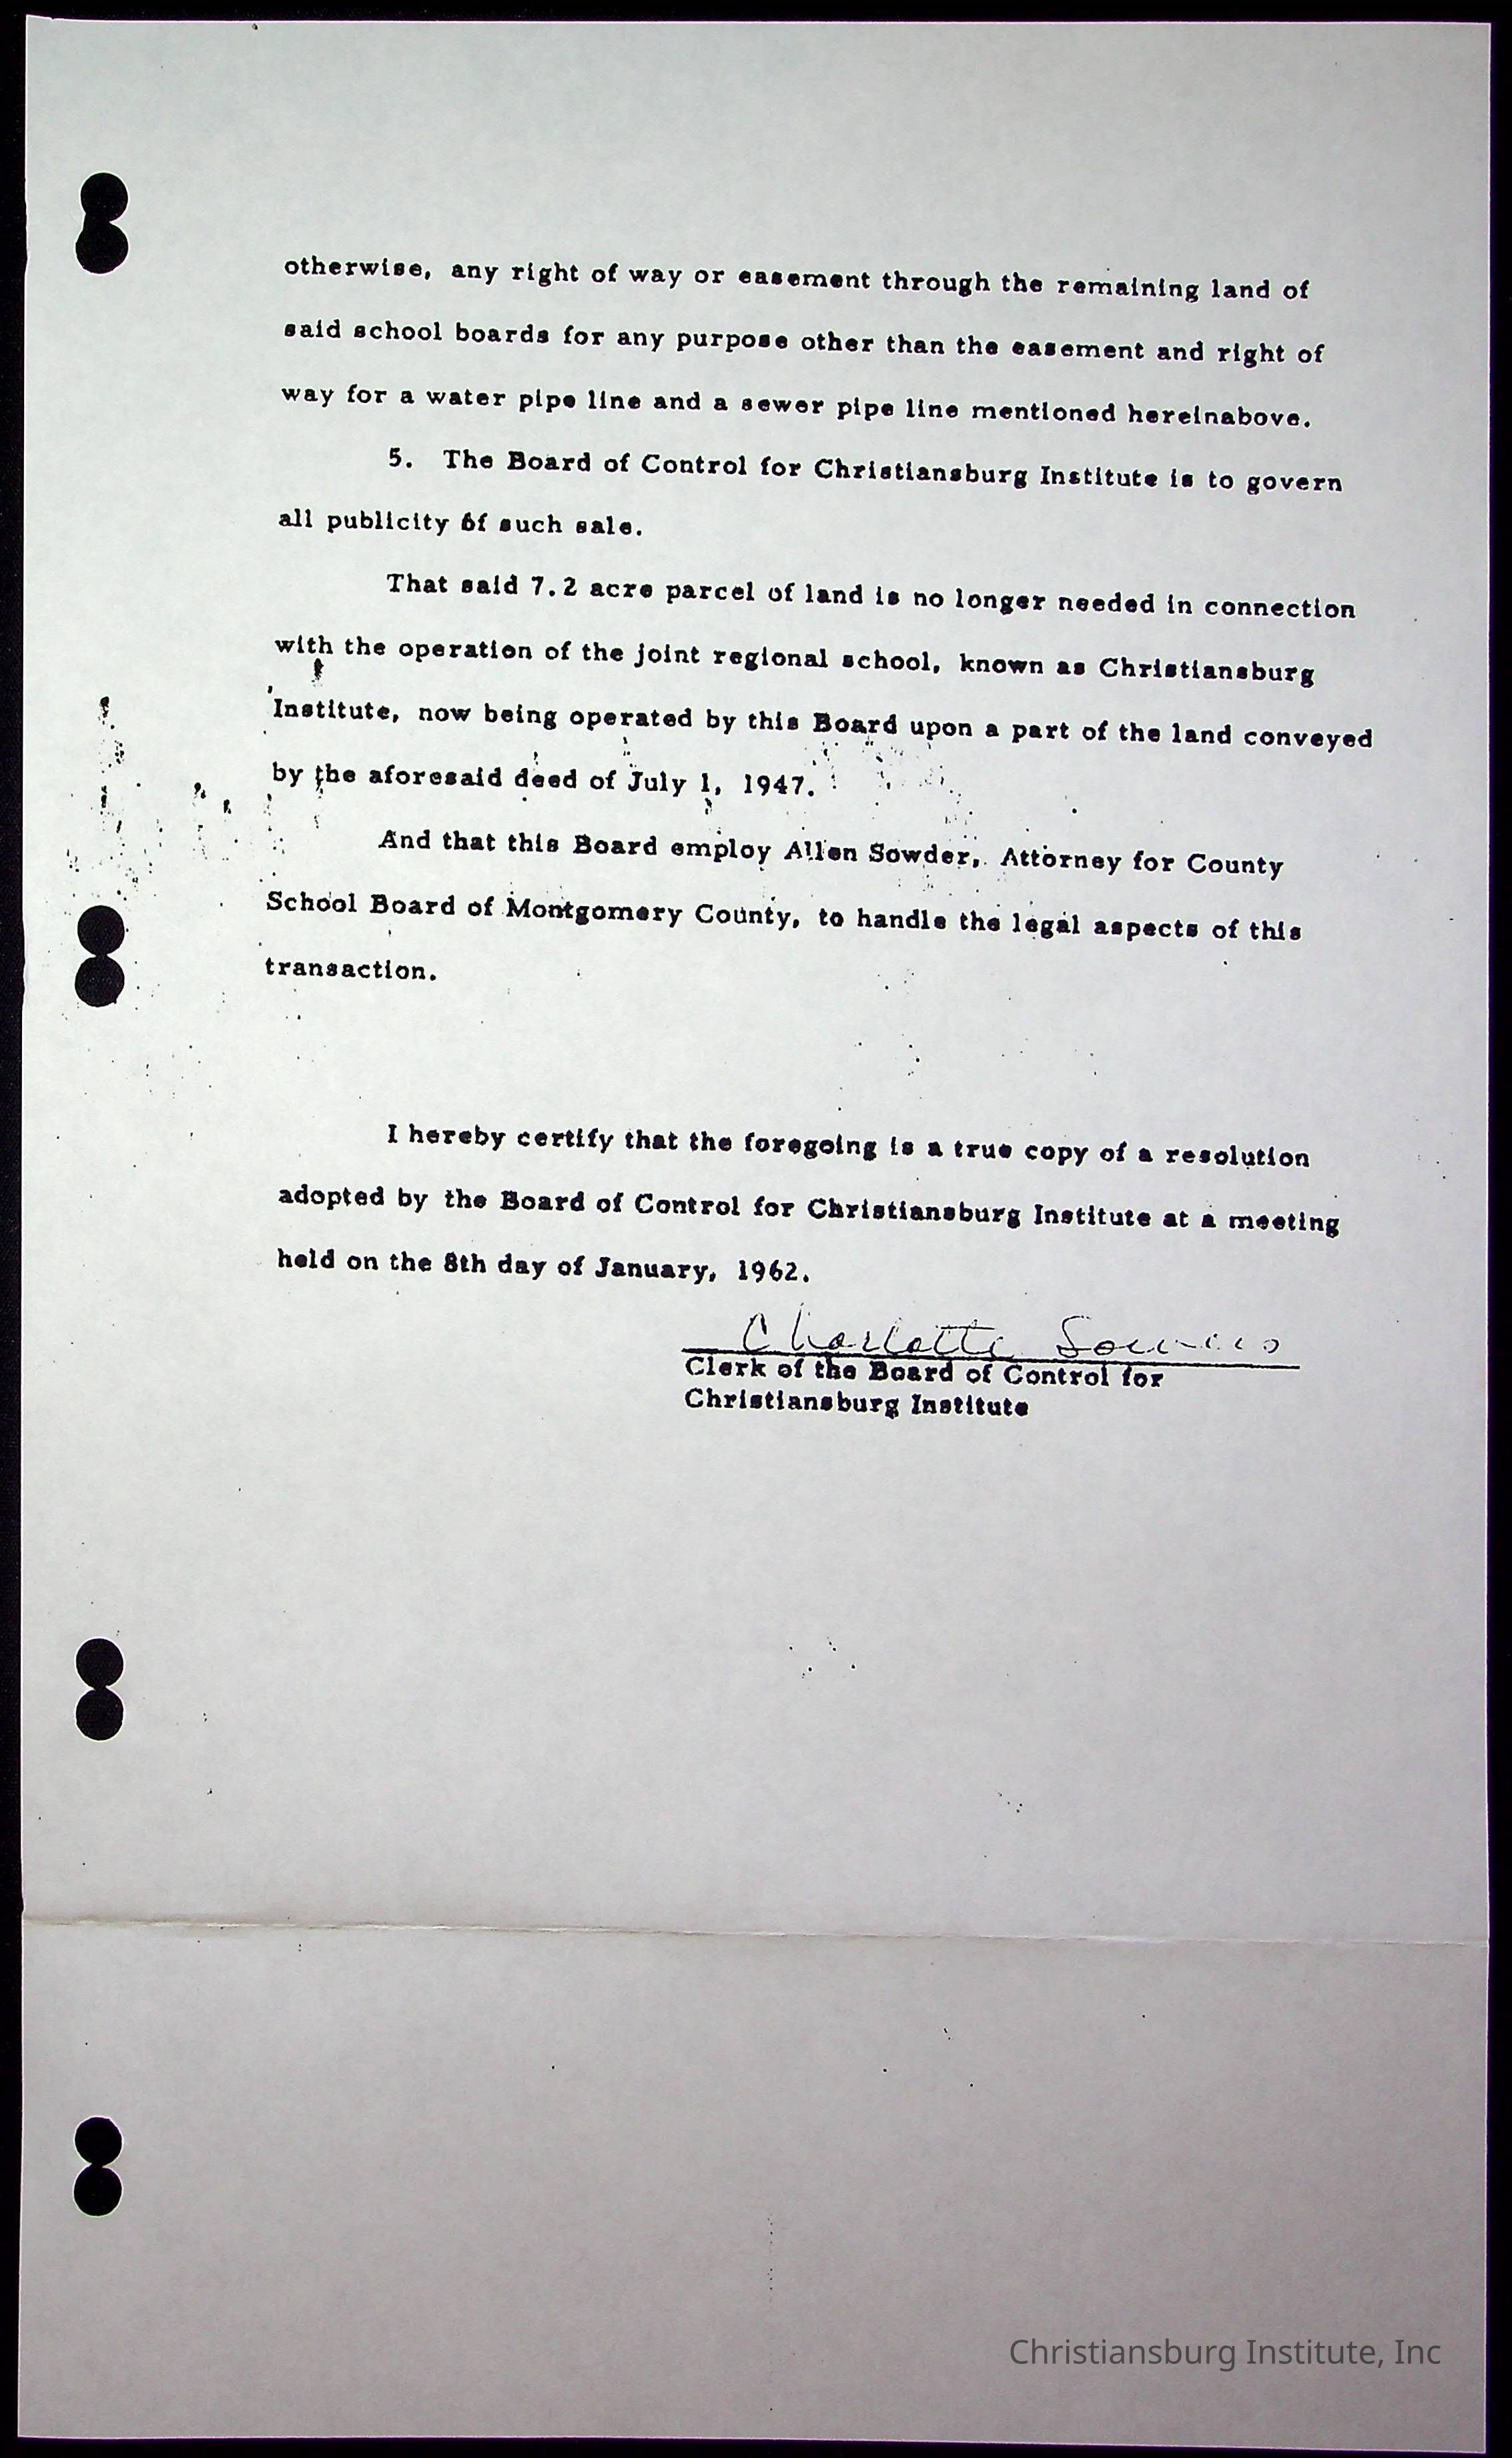 otherwise, any right of way or easement through the remaining land of
said school boards for any purpose other than the easement and right of
way for a water pipe line and a sewer pipe line mentioned hereinabove.
5. The Board of Control for Christiansburg Institute is to govern
all publicity of such sale.
That said 7.2 acre parcel of land is no longer needed in connection
with the operation of the joint regional school, known as Christiansburg
Institute, now being operated by this Board upon a part of the land conveyed
by the aforesaid deed of July 1, 1947.
And that this Board employ Allen Sowder, Attorney for County
School Board of Montgomery County, to handle the legal aspects of this
transaction.
I hereby certify that the foregoing is a true copy of a resolution
adopted by the Board of Control for Christiansburg Institute at a meeting
held on the 8th day of January, 1962.
Charlotte
Clerk of the Board of Control for
Christiansburg Institute
Christiansburg Institute, Inc